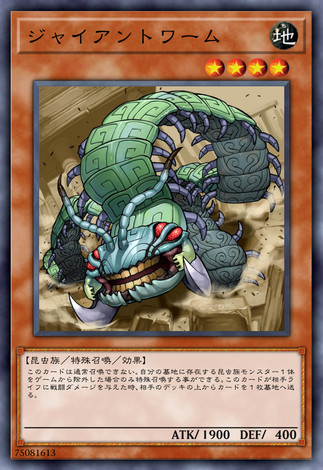 ジャイアントワーム
地
【昆虫族／特殊召喚／効果】
このカードは通常召喚できない。自分の墓地に存在する昆虫族モンスター１体
をゲームから除外した場合のみ特殊召喚する事ができる。このカードが相手ラ
イフに戦闘ダメージを与えた時、相手のデッキの上からカードを１枚墓地へ送
る。
ATK/ 1900 DEF/ 400
75081613